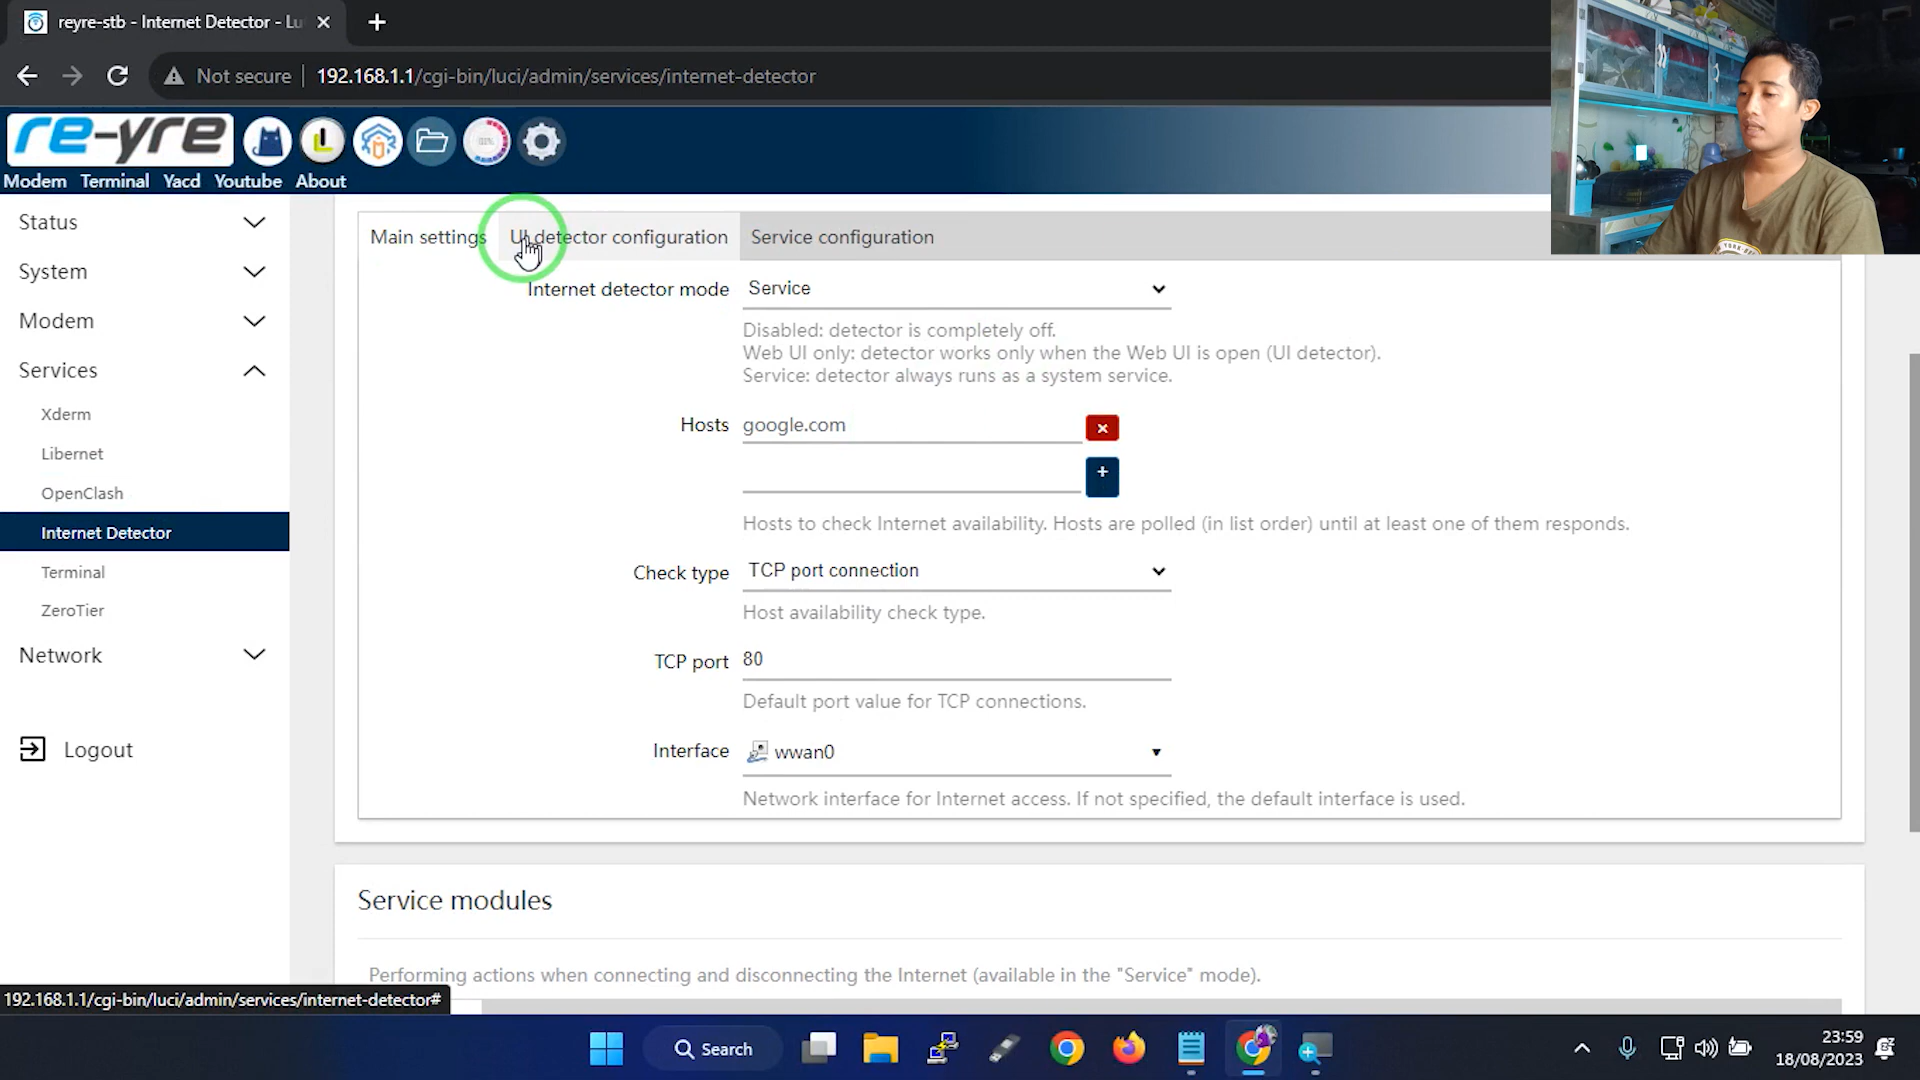 reyre-stb - Internet Detector - Lu
Not secure
192.168.1.1/cgi-bin/luci/admin/services/internet-detector
re-yre
Modem Terminal Yacd Youtube About
Status
System
Modem
Services
Xderm
Libernet
OpenClash
Internet Detector
Terminal
ZeroTier
Network
Logout
Main settings
UI detector configuration
Service configuration
Internet detector mode
Service
Disabled: detector is completely off.
Web UI only: detector works only when the Web UI is open (UI detector).
Service: detector always runs as a system service.
Hosts
google.com
Hosts to check Internet availability. Hosts are polled (in list order) until at least one of them responds.
Check type
TCP port connection
Host availability check type.
TCP port
80
Default port value for TCP connections.
Interface
wwan0
Network interface for Internet access. If not specified, the default interface is used.
Service modules
Performing actions when connecting and disconnecting the Internet (available in the "Service" mode).
192.168.1.1/cgi-bin/luci/admin/services/internet-detector#
Search
23:59
18/08/2023